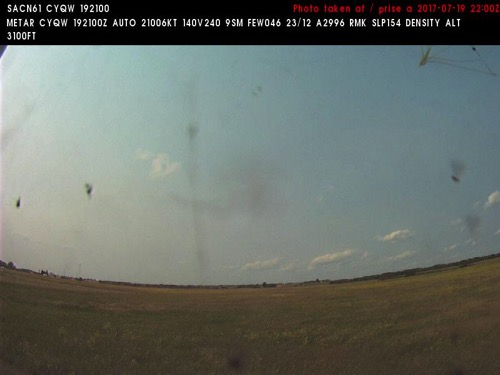 SACN61 CYQW 192100
Photo taken at / prise a 2017-07-19 22:00Z
METAR CYQW 192100Z AUTO 21006KT 140V240 9SM FEW046 23/12 A2996 RMK SLP154 DENSITY ALT
3100FT